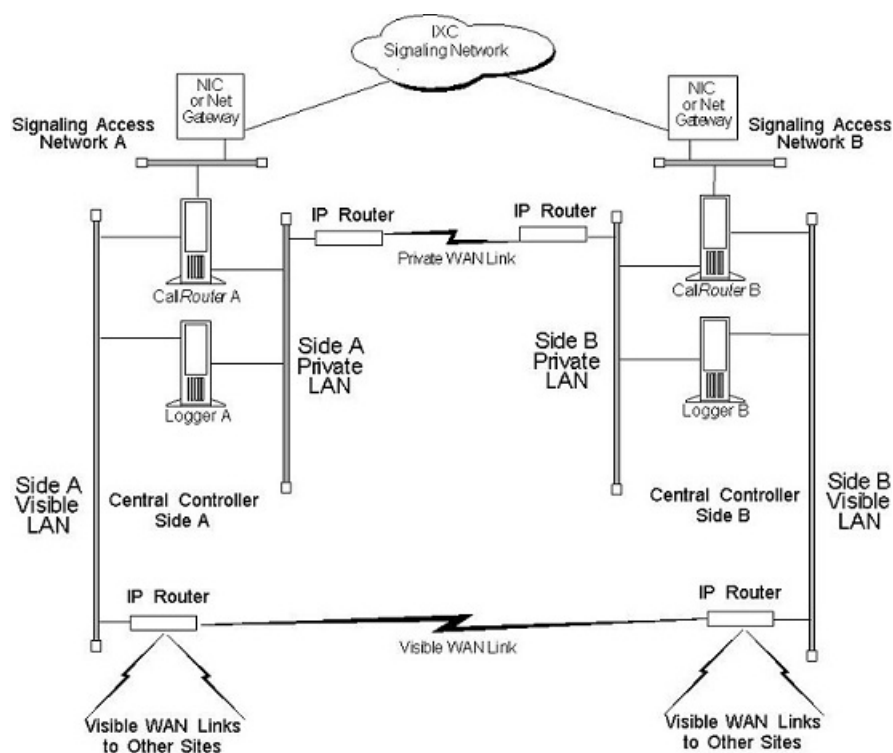 IXC
Signaling Network
NIC
or Net
Gateway
NIC
or Net
Gateway
Signaling Access
Network A
Signaling Access
Network B
IP Router
IP Router
Private WAN Link
CallRouter A
CallRouter B
Side A
Private
LAN
Side B
Private
LAN
Logger A
Logger B
Side A
Visible
LAN
Central Controller
Side A
Central Controller
Side B
Side B
Visible
LAN
IP Router
IP Router
Visible WAN Link
Visible WAN Links
to Other Sites
Visible WAN Links
to Other Sites